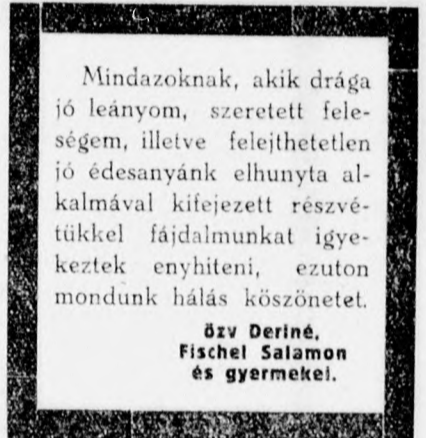 Mindazoknak, akik drága
jó leányom, szeretett fele-
ségem, illetve felejthetetlen
jó édesanyánk elhunyta al-
kalmával kifejezett részvé-
tükkel fájdalmunkat igye-
keztek enyhiteni, ezuton
mondunk hálás köszönetet.
özv Deriné,
Fischel Salamon
és gyermekei.